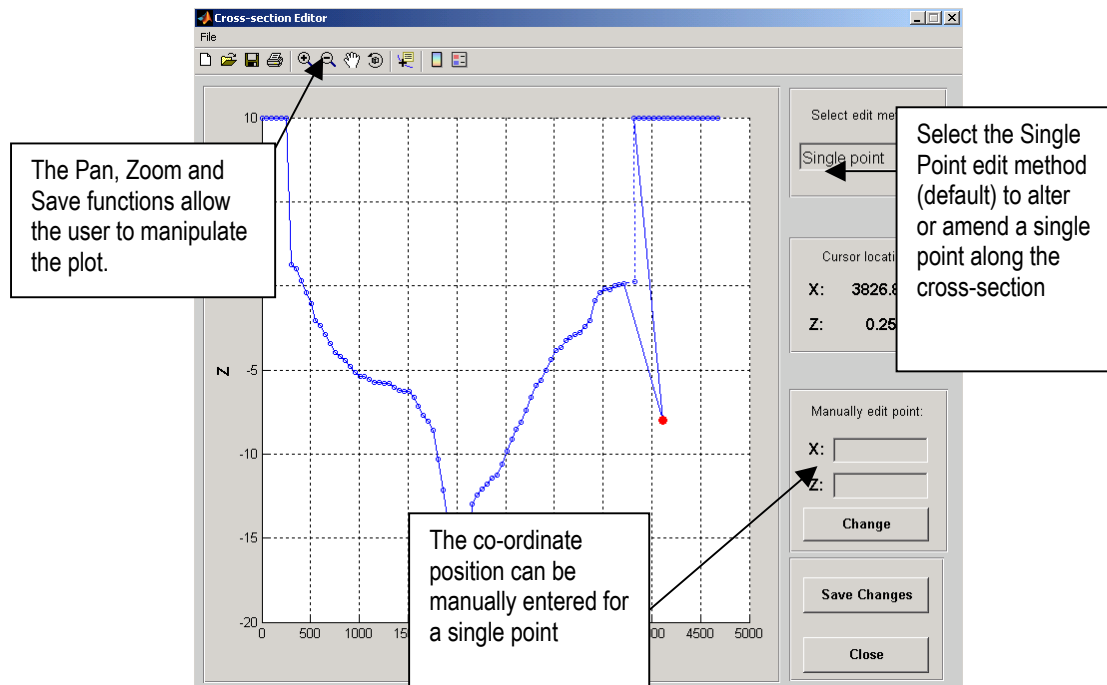 Cross-section Editor
File
10
-5
-10
-15
-20
Z
0
500
1000
4500
5000
The Pan, Zoom and
Save functions allow
the user to manipulate
the plot.
Select edit
Single point
Select the Single
Point edit method
(default) to alter
or amend a single
point along the
cross-section
Cursor
X: 3826.
Z: 0.25
Manually edit point:
X:
Z:
Change
The co-ordinate
position can be
manually entered for
a single point
Save Changes
Close